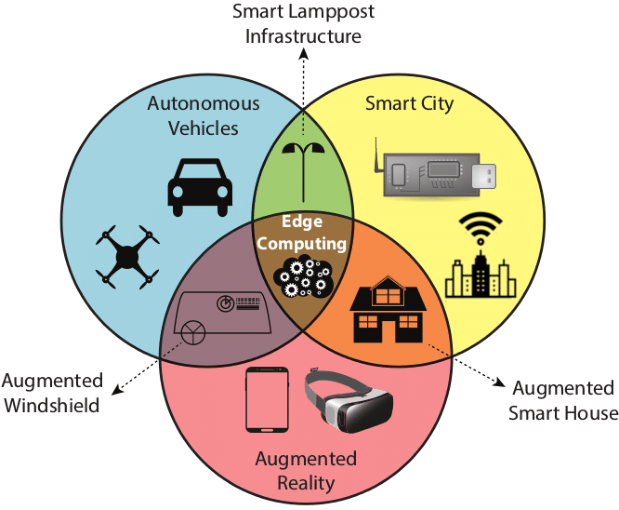 Smart Lamppost
Infrastructure
Autonomous
Vehicles
Smart City
Edge
Computing
Augmented
Windshield
Augmented
Smart House
Augmented
Reality